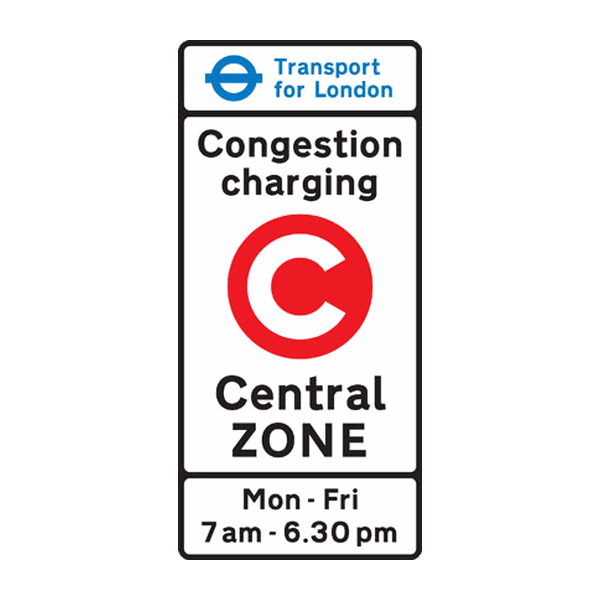 Transport
for London
Congestion
charging
C
Central
ZONE
Mon - Fri
7 am - 6.30 pm